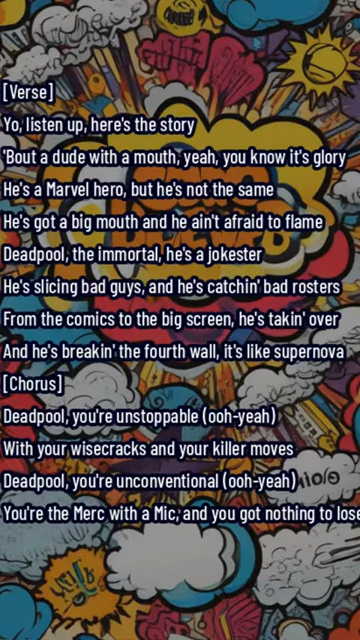 [Verse]
Yo, listen up, here's the story
'Bout a dude with a mouth, yeah, you know it's glory
He's a Marvel hero, but he's not the same
He's got a big mouth and he ain't afraid to flame
Deadpool, the immortal, he's a jokester
He's slicing bad guys, and he's catchin' bad rosters
From the comics to the big screen, he's takin' over
And he's breakin' the fourth wall, it's like supernova
[Chorus]
Deadpool, you're unstoppable (ooh-yeah)
With your wisecracks and your killer moves
Deadpool, you're unconventional (ooh-yeah)
You're the Merc with a Mic, and you got nothing to lose